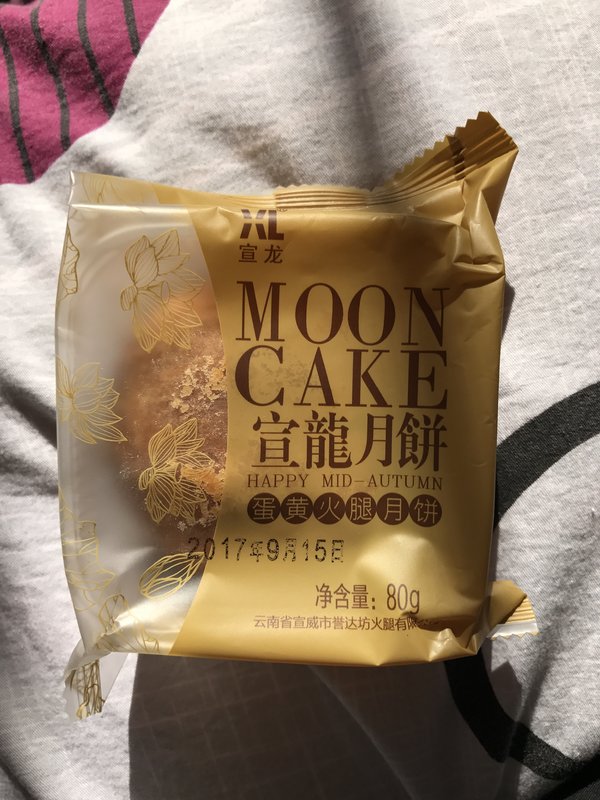 XL®
宣龙
MOON
CAKE
宣龍月餅
HAPPY MID-AUTUMN
蛋黄火腿月饼
2017年9月15日
净含量：80g
云南省宣威市誉达坊火腿有限